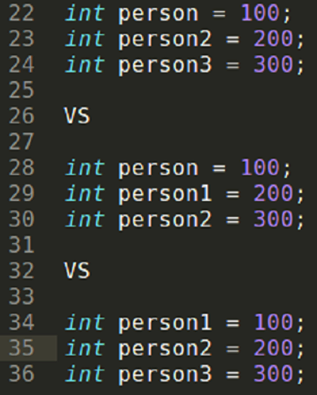 22 int person = 100;
23 int person2 = 200;
24 int person3 = 300;
25
26 VS
27
28 int person = 100;
29 int person1 = 200;
30 int person2 = 300;
31
32 VS
33
34 int person1 = 100;
35 int person2 = 200;
36 int person3 = 300;